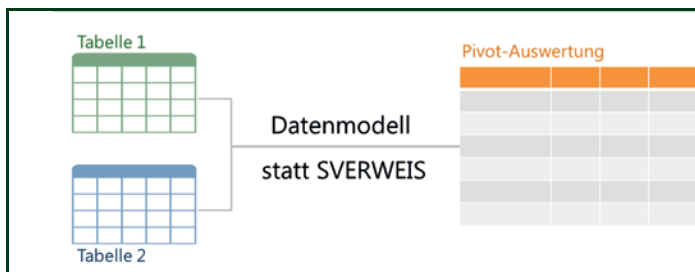 Tabelle 1
Pivot-Auswertung
Datenmodell
statt SVERWEIS
Tabelle 2